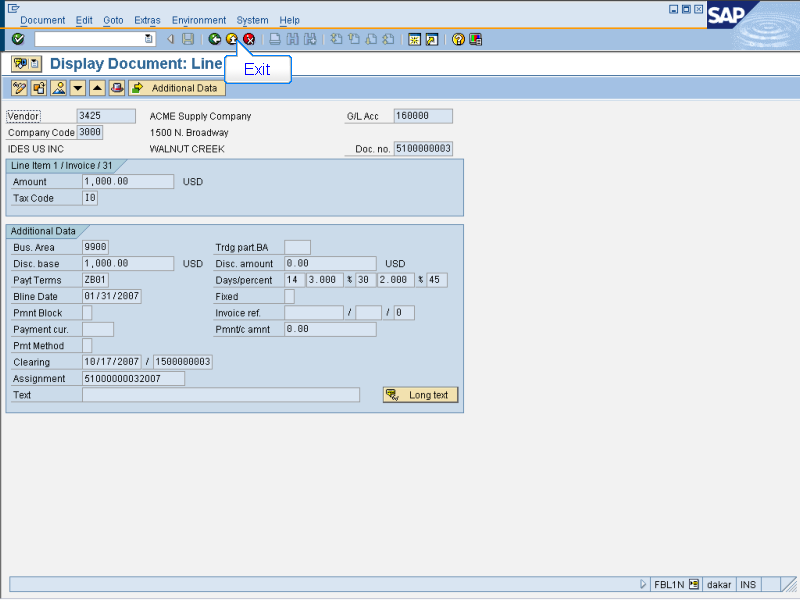 Document Edit Goto Extras Environment System Help
SAP
Display Document: Line
Exit
Additional Data
Vendor 3425 ACME Supply Company G/L Acc 160000
Company Code 3000 1500 N. Broadway
IDES US INC WALNUT CREEK Doc. no. 5100000003
Line Item 1 / Invoice / 31
Amount 1,000.00 USD
Tax Code I0
Additional Data
Bus. Area 9900 Trdg part.BA
Disc. base 1,000.00 USD Disc. amount 0.00 USD
Payt Terms ZB01 Days/percent 14 3.000 % 30 2.000 % 45
Bline Date 01/31/2007 Fixed
Pmnt Block Invoice ref. / / 0
Payment cur. Pmnt/c amnt 0.00
Pmt Method
Clearing 10/17/2007 / 1500000003
Assignment 51000000032007
Text Long text
FBL1N dakar INS